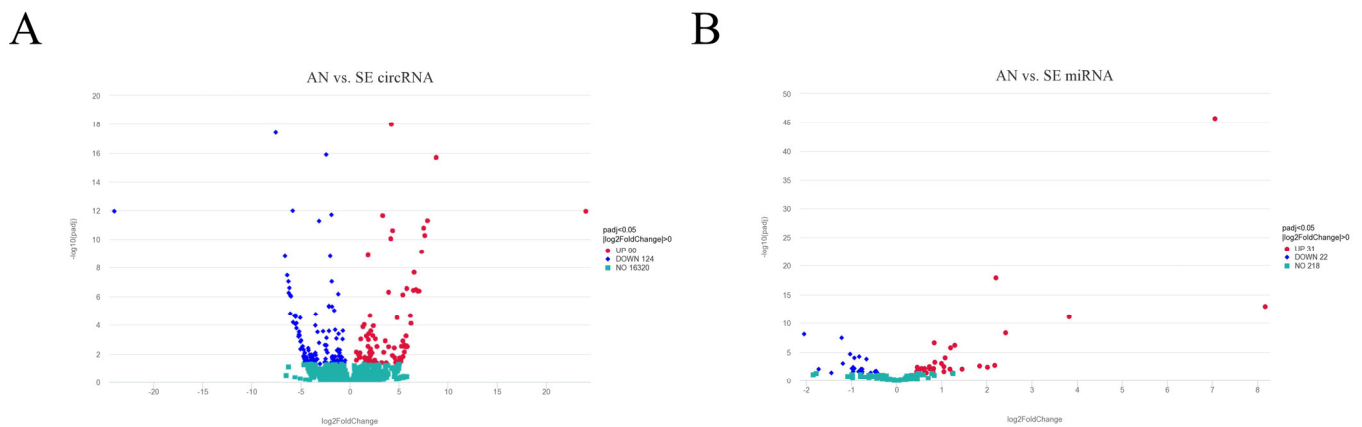 A
AN vs. SE circRNA
20
18
16
14
12
10
8
6
4
2
0
-log10(padj)
-20
-15
-10
-5
0
5
10
15
20
log2FoldChange
padj<0.05
|log2FoldChange|>0
UP 90
DOWN 124
NO 16320
B
AN vs. SE miRNA
50
45
40
35
30
25
20
15
10
5
0
-log10(padj)
-2
-1
0
1
2
3
4
5
6
7
8
log2FoldChange
padj<0.05
|log2FoldChange|>0
UP 31
DOWN 22
NO 218